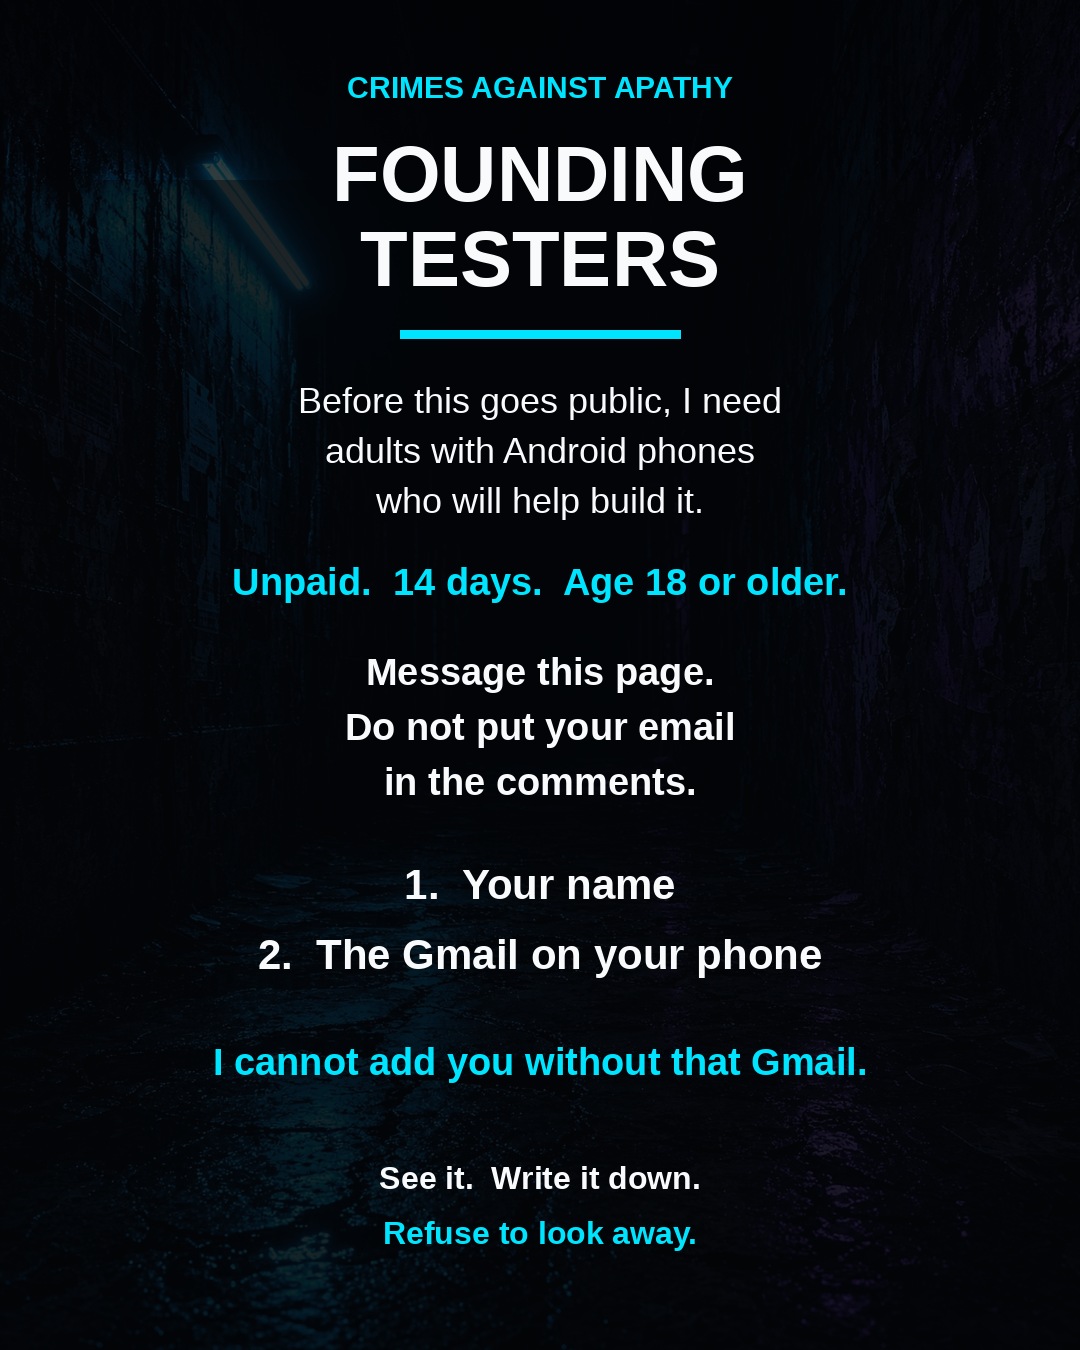 CRIMES AGAINST APATHY
FOUNDING
TESTERS
Before this goes public, I need
adults with Android phones
who will help build it.
Unpaid.  14 days.  Age 18 or older.
Message this page.
Do not put your email
in the comments.
1.  Your name
2.  The Gmail on your phone
I cannot add you without that Gmail.
See it.  Write it down.
Refuse to look away.